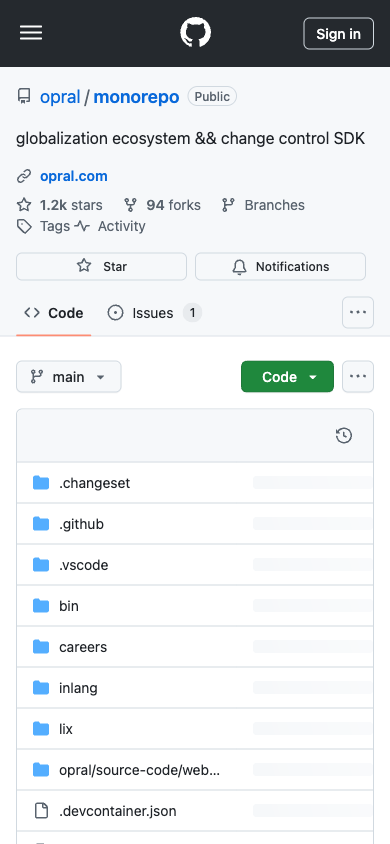 Sign in
opral / monorepo Public
globalization ecosystem && change control SDK
opral.com
1.2k stars 94 forks Branches
Tags Activity
Star Notifications
Code Issues 1
main Code
.changeset
.github
.vscode
bin
careers
inlang
lix
opral/source-code/web...
.devcontainer.json